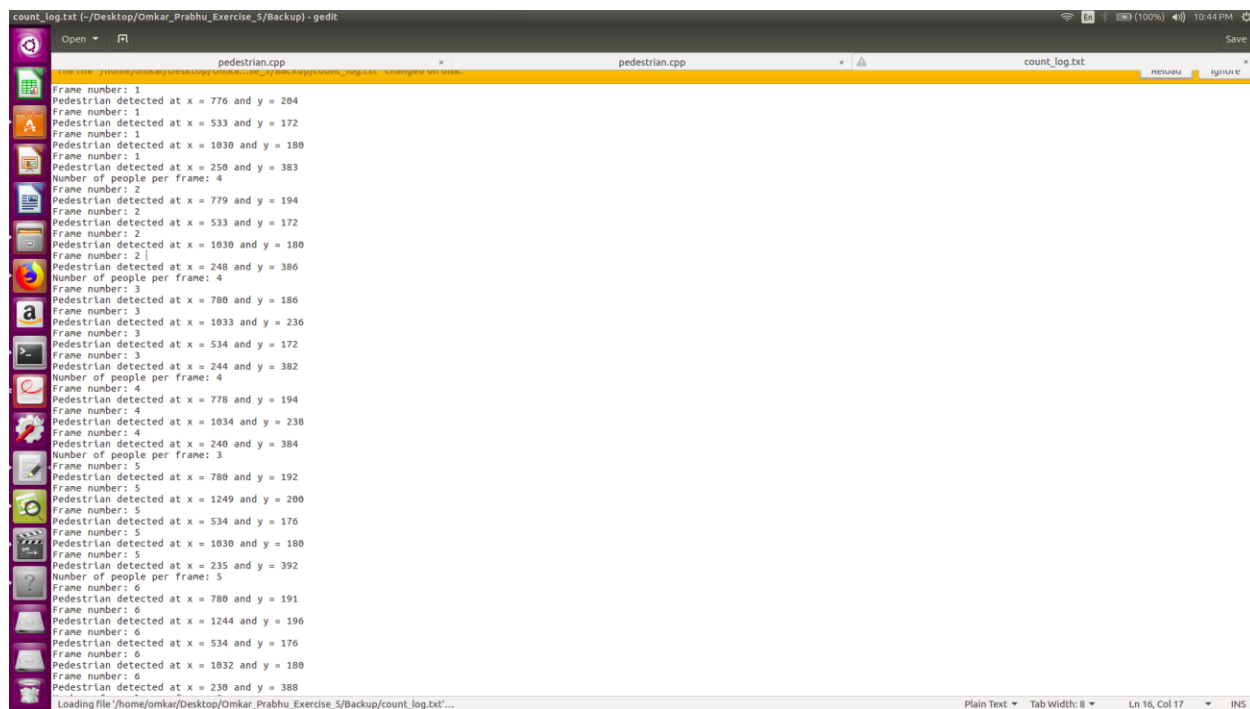 count_log.txt (~/Desktop/Omkar_Prabhu_Exercise_5/Backup) - gedit
En (100%) 10:44 PM
Open Save
pedestrian.cpp × pedestrian.cpp × count_log.txt ×
The file "/home/omkar/Desktop/Omka...se_5/Backup/count_log.txt" changed on disk. Reload Ignore
Frame number: 1
Pedestrian detected at x = 776 and y = 204
Frame number: 1
Pedestrian detected at x = 533 and y = 172
Frame number: 1
Pedestrian detected at x = 1030 and y = 180
Frame number: 1
Pedestrian detected at x = 250 and y = 383
Number of people per frame: 4
Frame number: 2
Pedestrian detected at x = 779 and y = 194
Frame number: 2
Pedestrian detected at x = 533 and y = 172
Frame number: 2
Pedestrian detected at x = 1030 and y = 180
Frame number: 2
Pedestrian detected at x = 248 and y = 386
Number of people per frame: 4
Frame number: 3
Pedestrian detected at x = 780 and y = 186
Frame number: 3
Pedestrian detected at x = 1033 and y = 236
Frame number: 3
Pedestrian detected at x = 534 and y = 172
Frame number: 3
Pedestrian detected at x = 244 and y = 382
Number of people per frame: 4
Frame number: 4
Pedestrian detected at x = 778 and y = 194
Frame number: 4
Pedestrian detected at x = 1034 and y = 238
Frame number: 4
Pedestrian detected at x = 240 and y = 384
Number of people per frame: 3
Frame number: 5
Pedestrian detected at x = 780 and y = 192
Frame number: 5
Pedestrian detected at x = 1249 and y = 200
Frame number: 5
Pedestrian detected at x = 534 and y = 176
Frame number: 5
Pedestrian detected at x = 1030 and y = 180
Frame number: 5
Pedestrian detected at x = 235 and y = 392
Number of people per frame: 5
Frame number: 6
Pedestrian detected at x = 780 and y = 191
Frame number: 6
Pedestrian detected at x = 1244 and y = 196
Frame number: 6
Pedestrian detected at x = 534 and y = 176
Frame number: 6
Pedestrian detected at x = 1032 and y = 180
Frame number: 6
Pedestrian detected at x = 230 and y = 388
Loading file '/home/omkar/Desktop/Omkar_Prabhu_Exercise_5/Backup/count_log.txt'... Plain Text Tab Width: 8 Ln 16, Col 17 INS